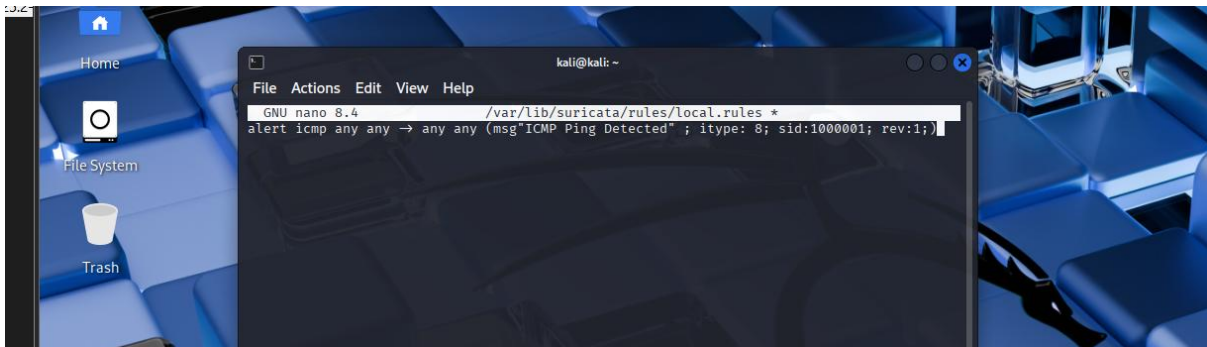 Home
kali@kali: ~
File Actions Edit View Help
File System
GNU nano 8.4 /var/lib/suricata/rules/local.rules *
alert icmp any any → any any (msg"ICMP Ping Detected" ; itype: 8; sid:1000001; rev:1;)
Trash